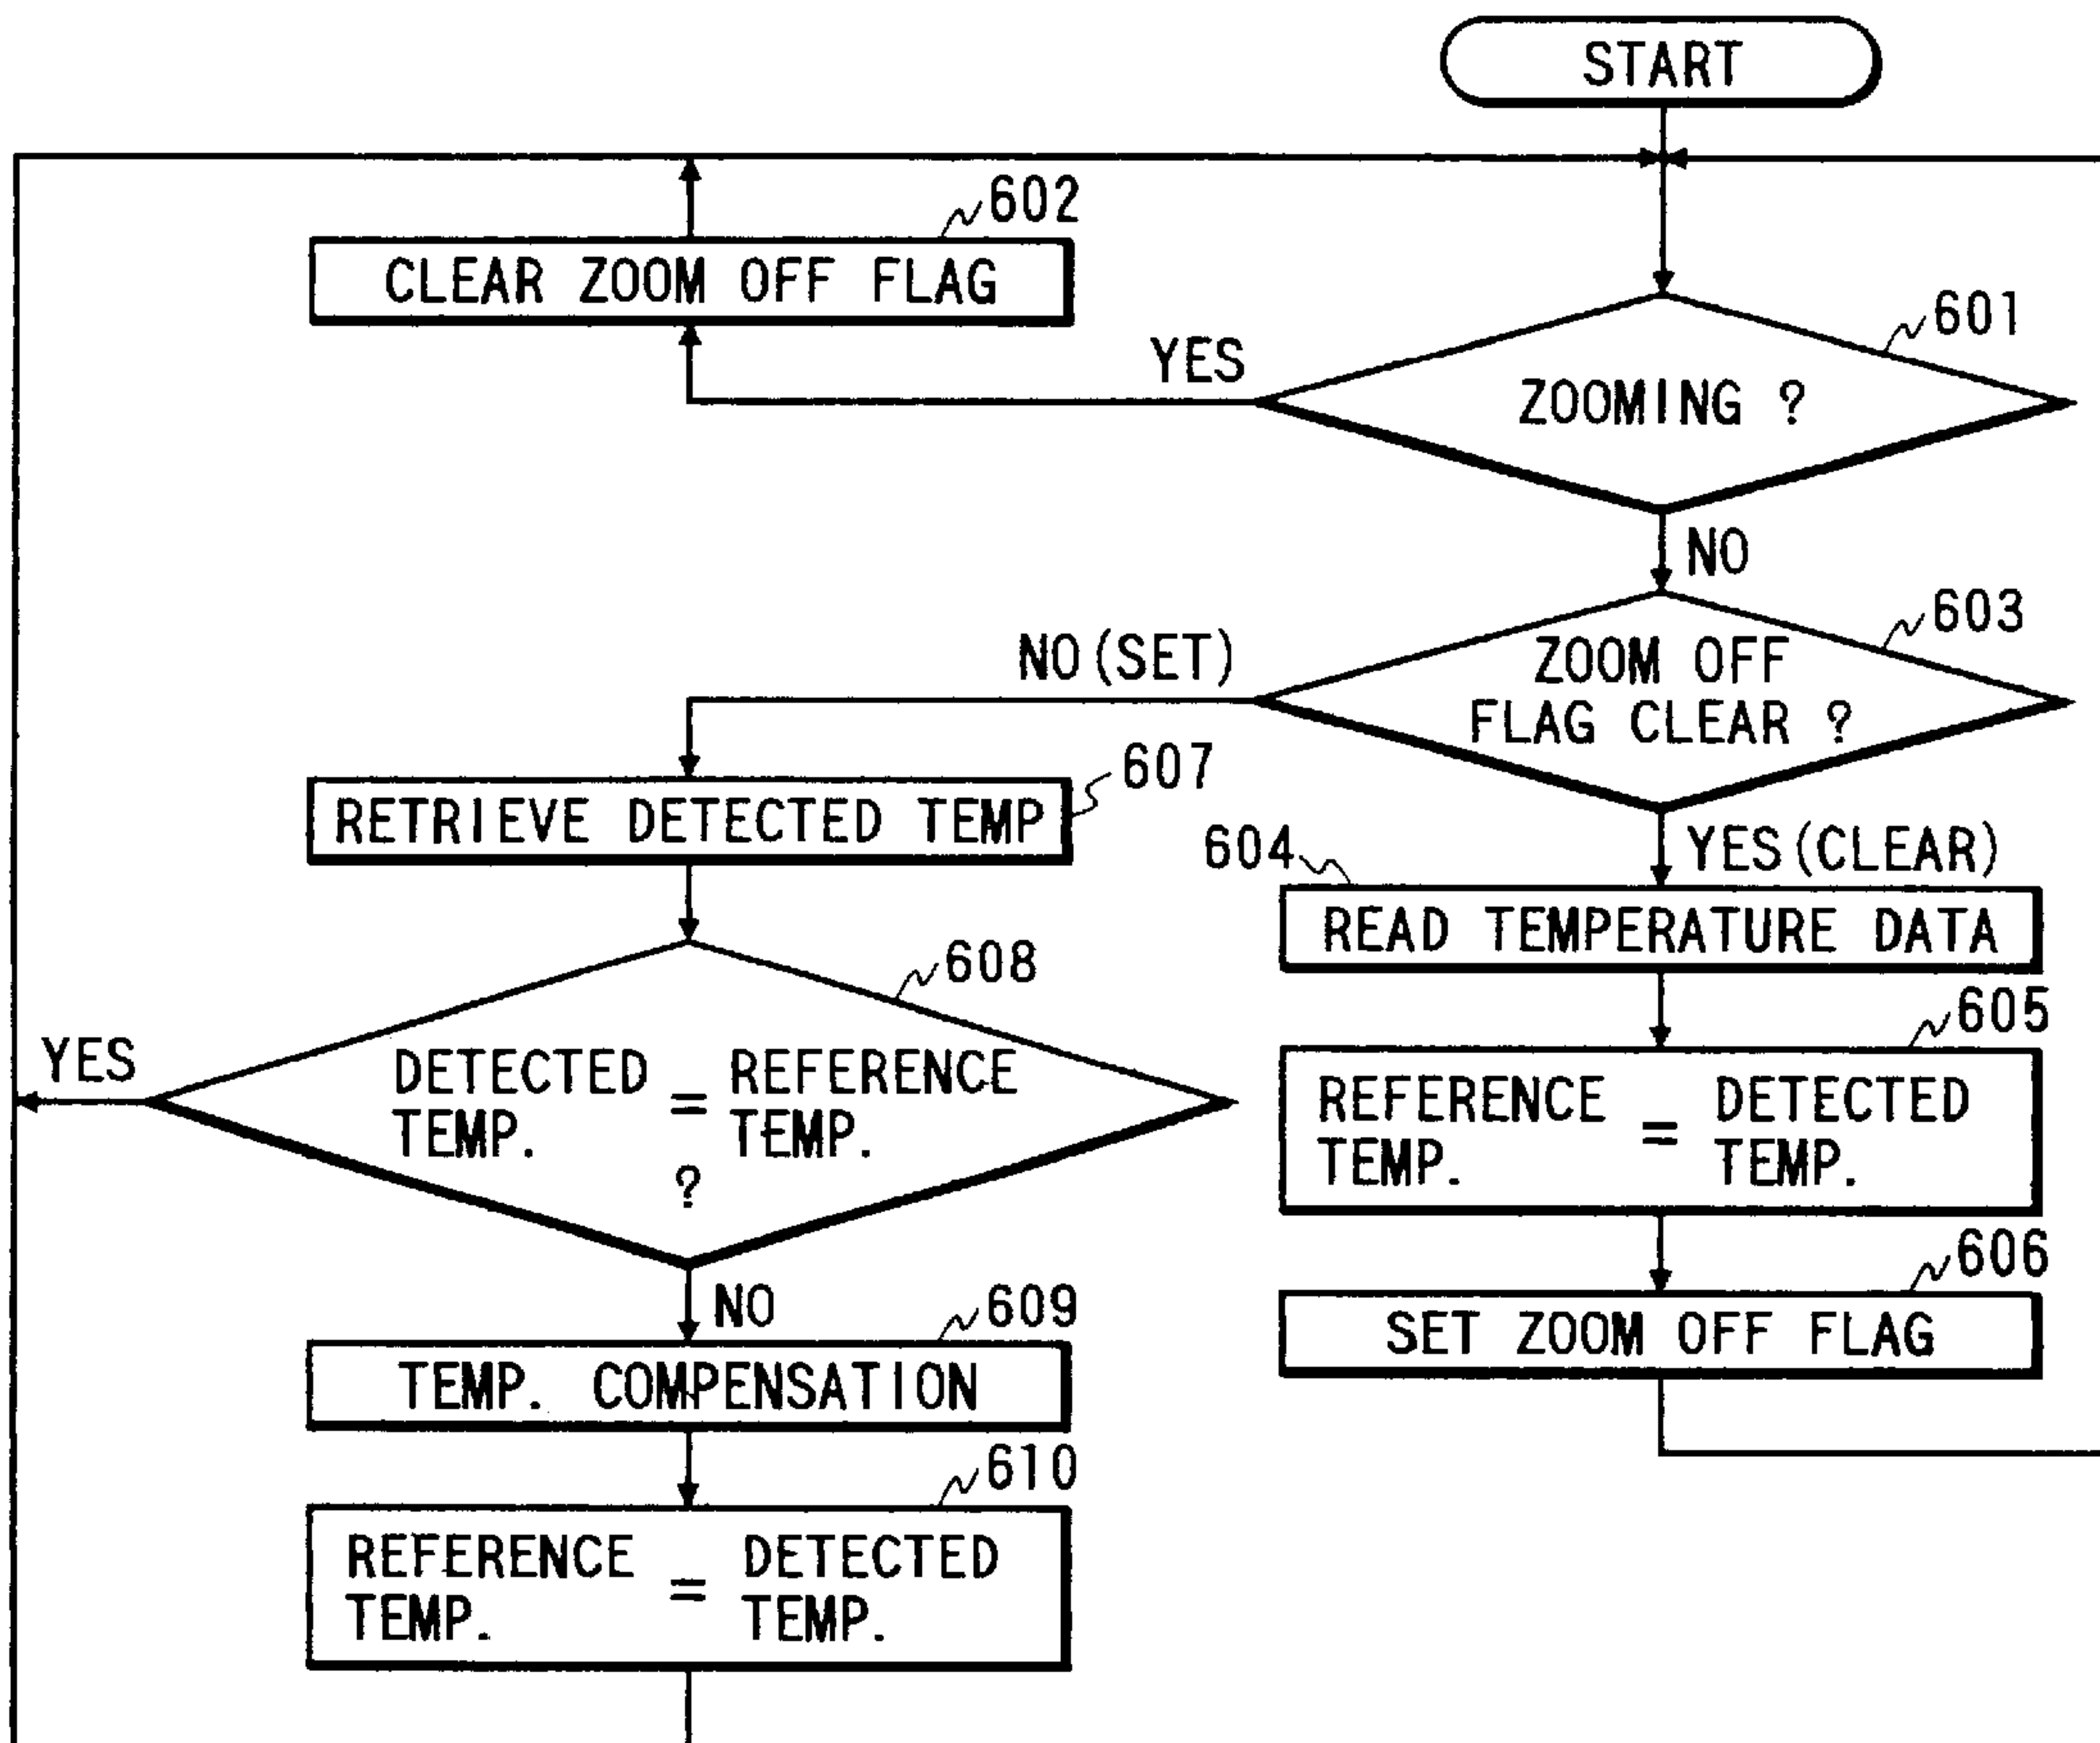 START
602
CLEAR ZOOM OFF FLAG
601
YES
ZOOMING ?
NO
603
NO(SET)
ZOOM OFF
FLAG CLEAR ?
607
RETRIEVE DETECTED TEMP
604
YES(CLEAR)
READ TEMPERATURE DATA
608
605
YES
DETECTED TEMP. = REFERENCE TEMP.
?
REFERENCE TEMP. = DETECTED TEMP.
606
NO
609
SET ZOOM OFF FLAG
TEMP. COMPENSATION
610
REFERENCE TEMP. = DETECTED TEMP.